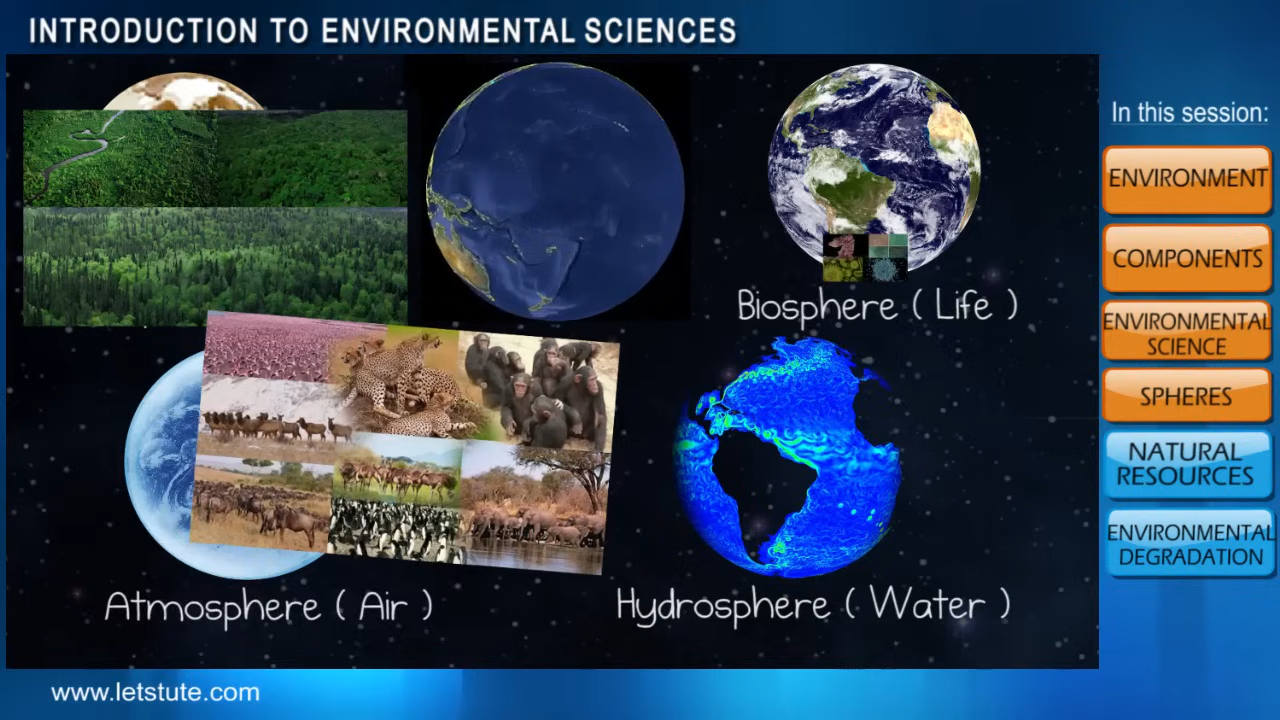 INTRODUCTION TO ENVIRONMENTAL SCIENCES
In this session:
ENVIRONMENT
COMPONENTS
ENVIRONMENTAL
SCIENCE
SPHERES
NATURAL
RESOURCES
ENVIRONMENTAL
DEGRADATION
Biosphere ( Life )
Atmosphere ( Air )
Hydrosphere ( Water )
www.letstute.com